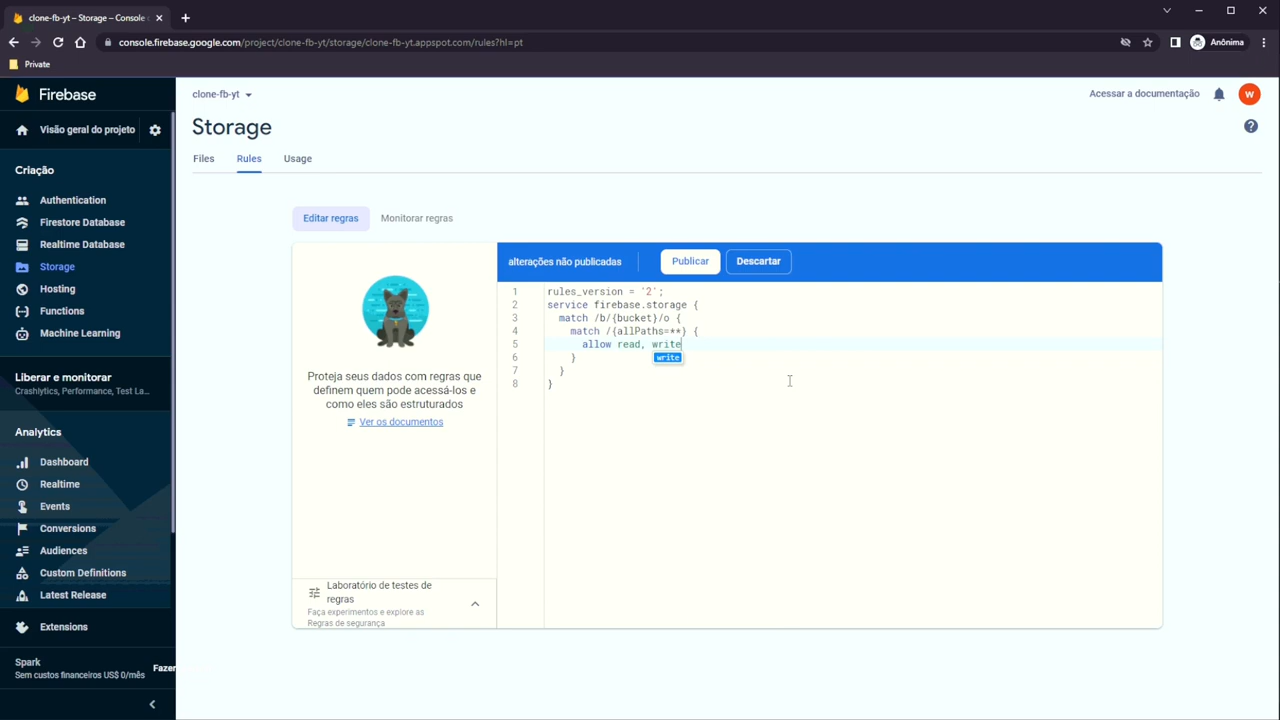 clone-fb-yt – Storage – Console
console.firebase.google.com/project/clone-fb-yt/storage/clone-fb-yt.appspot.com/rules?hl=pt
Anônima
Private
Firebase
clone-fb-yt
Acessar a documentação
W
Visão geral do projeto
Storage
Files
Rules
Usage
Criação
Authentication
Firestore Database
Realtime Database
Storage
Hosting
Functions
Machine Learning
Liberar e monitorar
Crashlytics, Performance, Test La...
Analytics
Dashboard
Realtime
Events
Conversions
Audiences
Custom Definitions
Latest Release
Extensions
Spark
Sem custos financeiros US$ 0/mês
Fazer
Editar regras
Monitorar regras
Proteja seus dados com regras que
definem quem pode acessá-los e
como eles são estruturados
Ver os documentos
Laboratório de testes de
regras
Faça experimentos e explore as
Regras de segurança
alterações não publicadas
Publicar
Descartar
1 rules_version = '2';
2 service firebase.storage {
3 match /b/{bucket}/o {
4 match /{allPaths=**} {
5 allow read, write
write
6 }
7 }
8 }